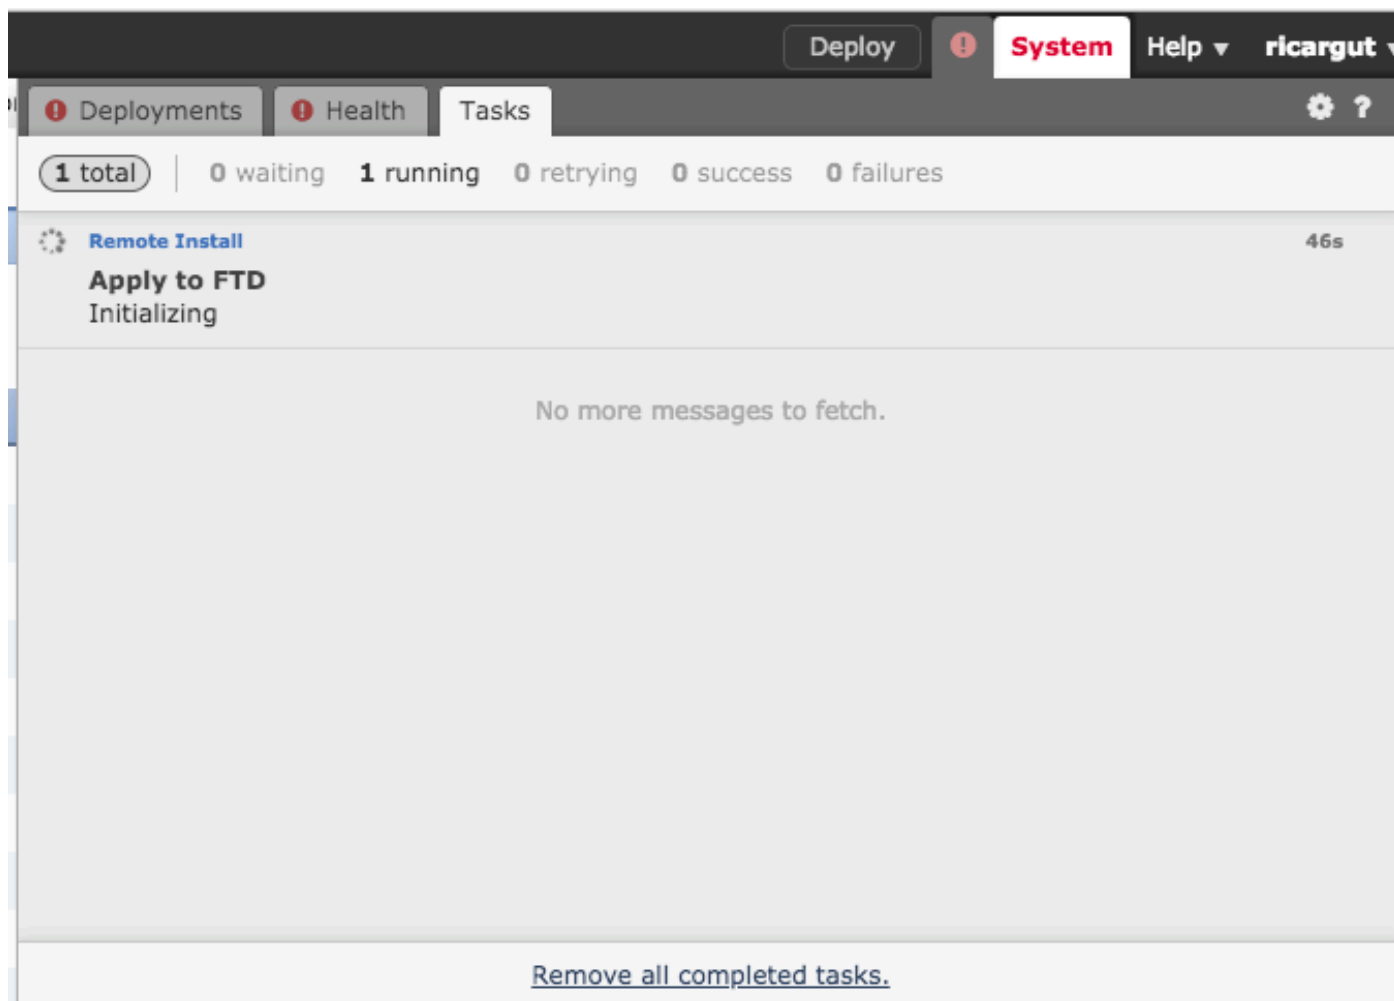 Deploy System Help ricargut
Deployments Health Tasks ?
1 total 0 waiting 1 running 0 retrying 0 success 0 failures
Remote Install 46s
Apply to FTD
Initializing
No more messages to fetch.
Remove all completed tasks.